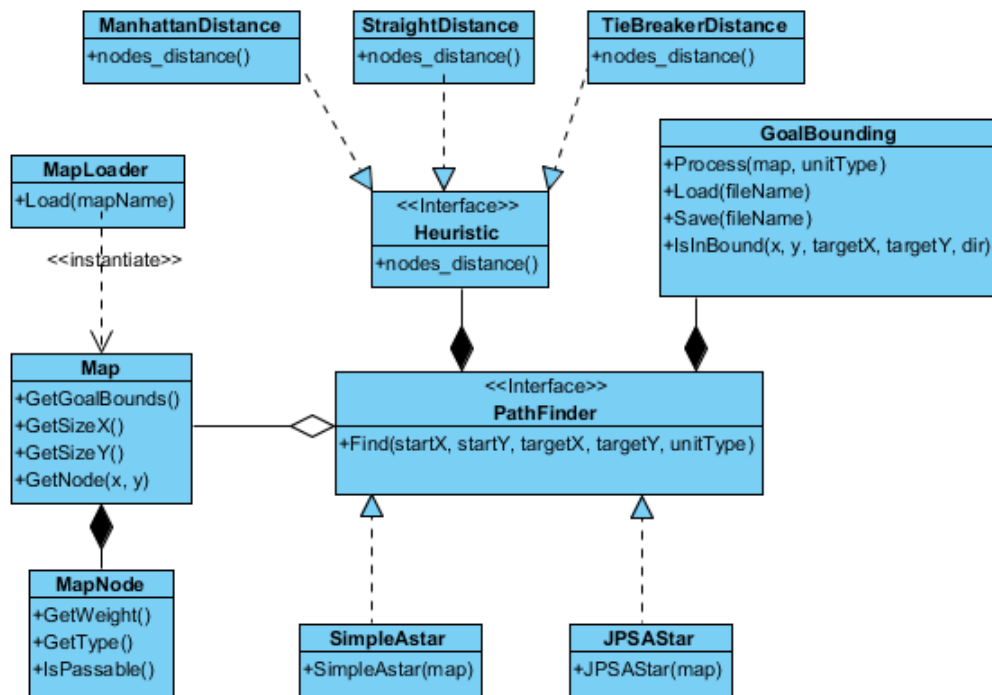 ManhattanDistance
+nodes_distance()
StraightDistance
+nodes_distance()
TieBreakerDistance
+nodes_distance()
GoalBounding
+Process(map, unitType)
+Load(fileName)
+Save(fileName)
+IsInBound(x, y, targetX, targetY, dir)
MapLoader
+Load(mapName)
<<instantiate>>
<<Interface>>
Heuristic
+nodes_distance()
Map
+GetGoalBounds()
+GetSizeX()
+GetSizeY()
+GetNode(x, y)
<<Interface>>
PathFinder
+Find(startX, startY, targetX, targetY, unitType)
MapNode
+GetWeight()
+GetType()
+IsPassable()
SimpleAstar
+SimpleAstar(map)
JPSAStar
+JPSAStar(map)